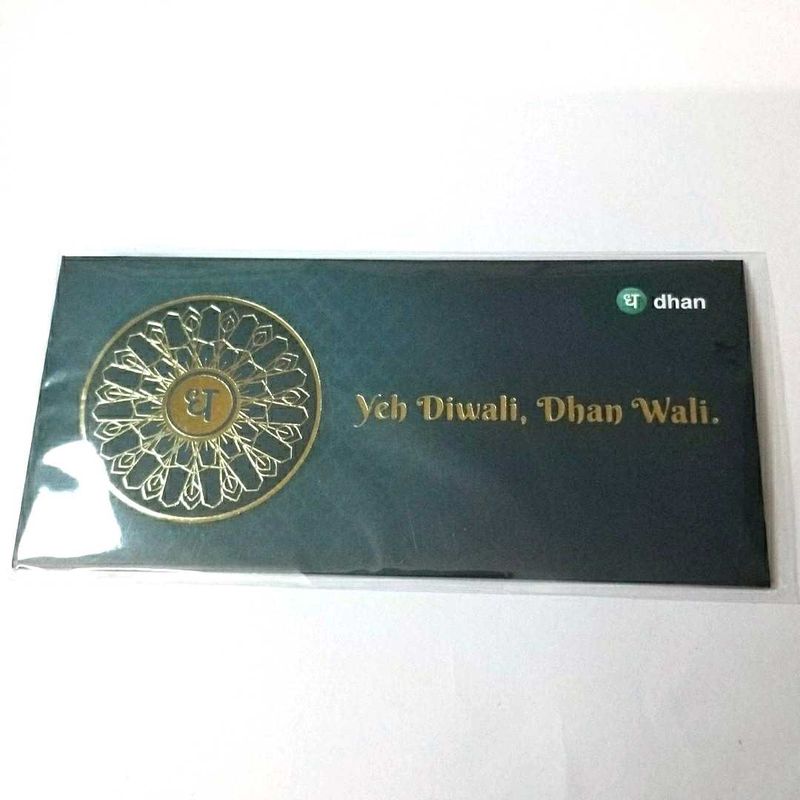 ध dhan
ध
Yeh Diwali, Dhan Wali.